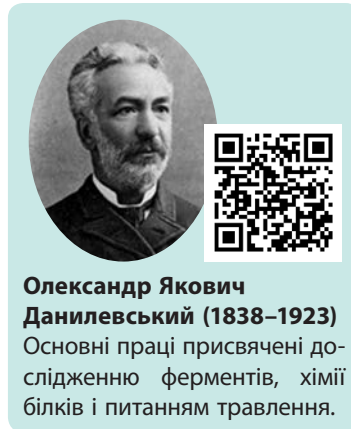 Олександр Якович
Данилевський (1838–1923)
Основні праці присвячені до-
слідженню ферментів, хімії
білків і питанням травлення.